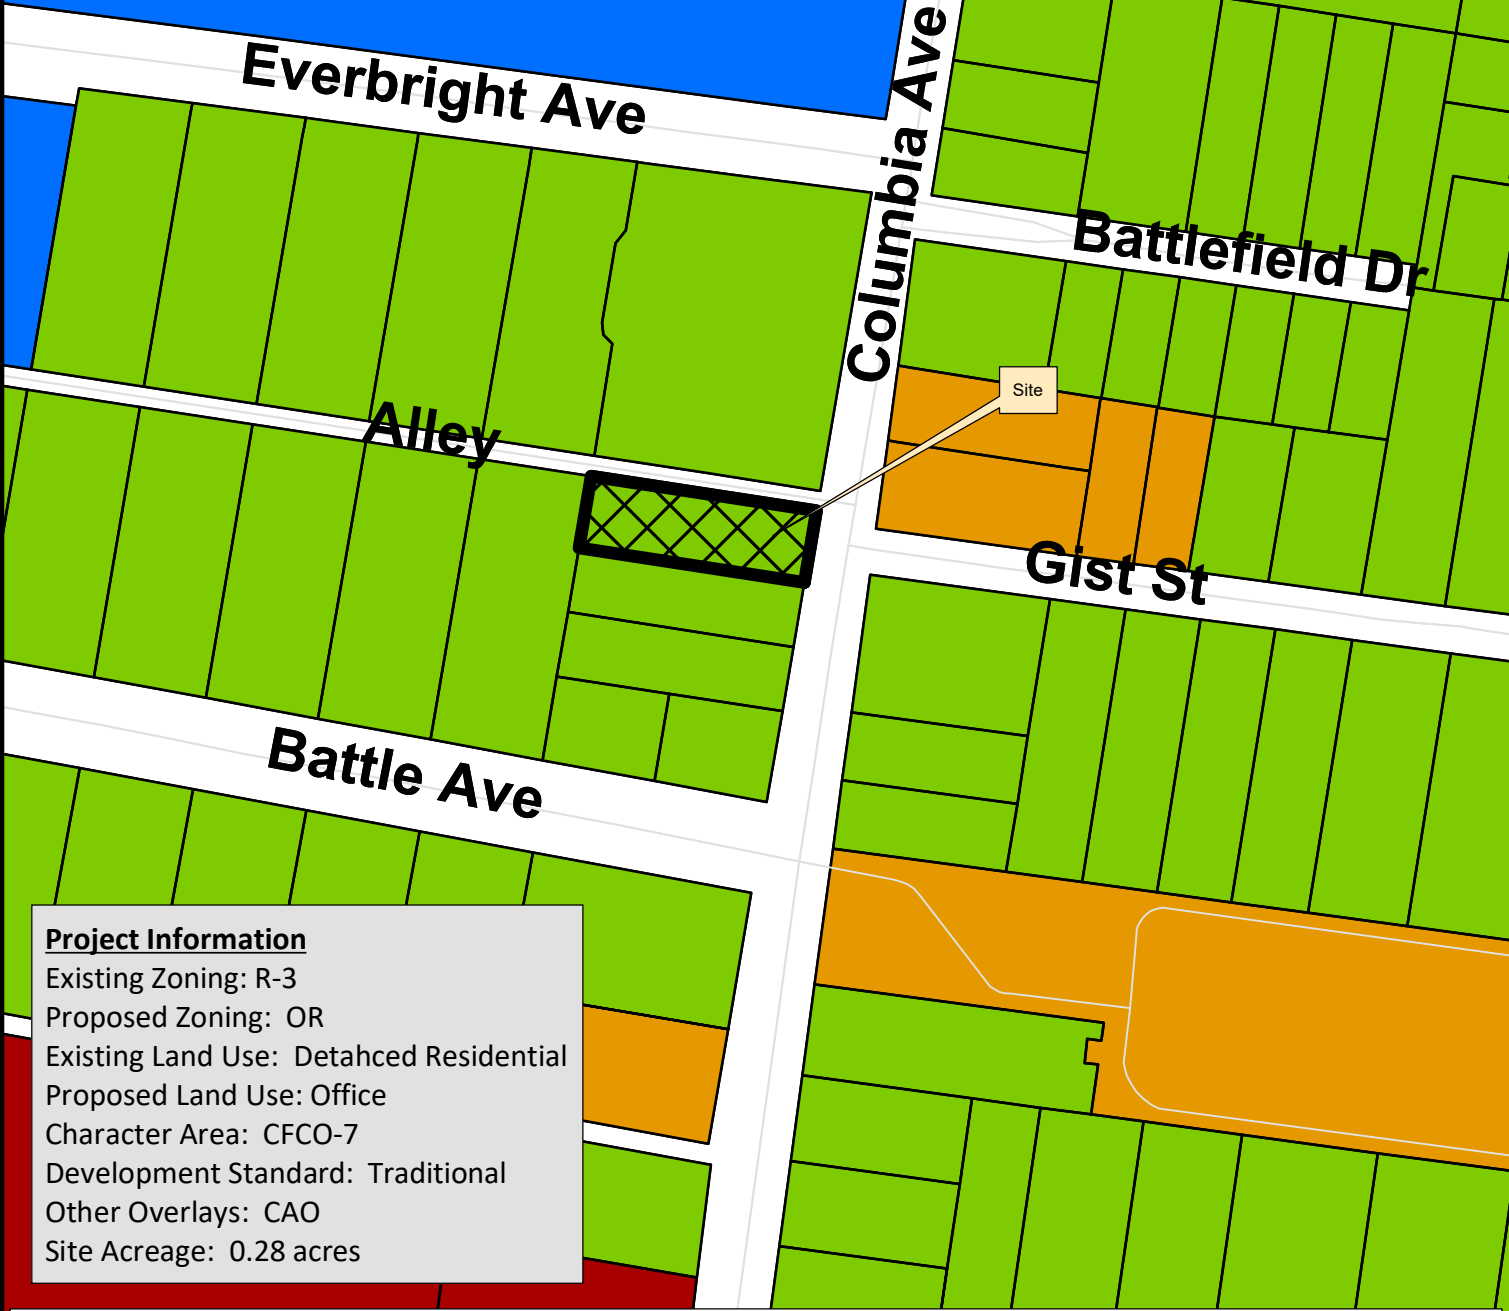 Everbright Ave
Columbia Ave
Battlefield Dr
Site
Alley
Gist St
Battle Ave
Project Information
Existing Zoning: R-3
Proposed Zoning: OR
Existing Land Use: Detahced Residential
Proposed Land Use: Office
Character Area: CFCO-7
Development Standard: Traditional
Other Overlays: CAO
Site Acreage: 0.28 acres